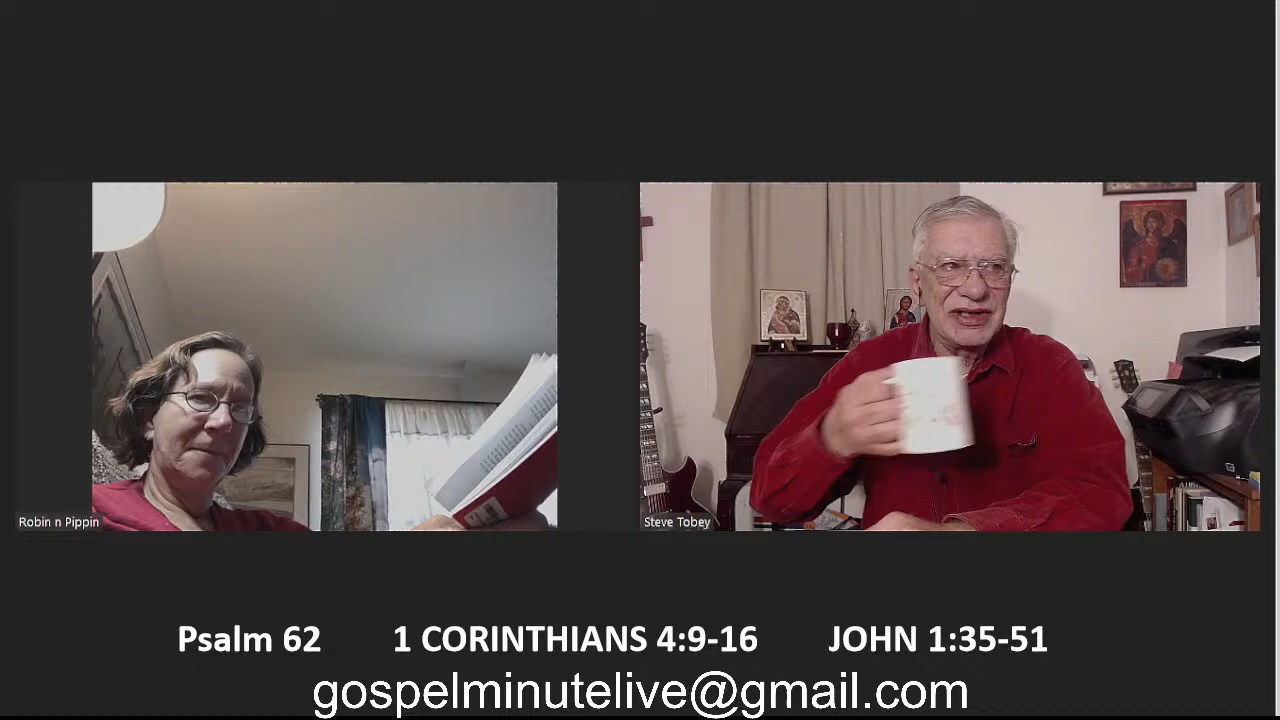 Robin n Pippin
Steve Tobey
Psalm 62 1 CORINTHIANS 4:9-16 JOHN 1:35-51
gospelminutelive@gmail.com